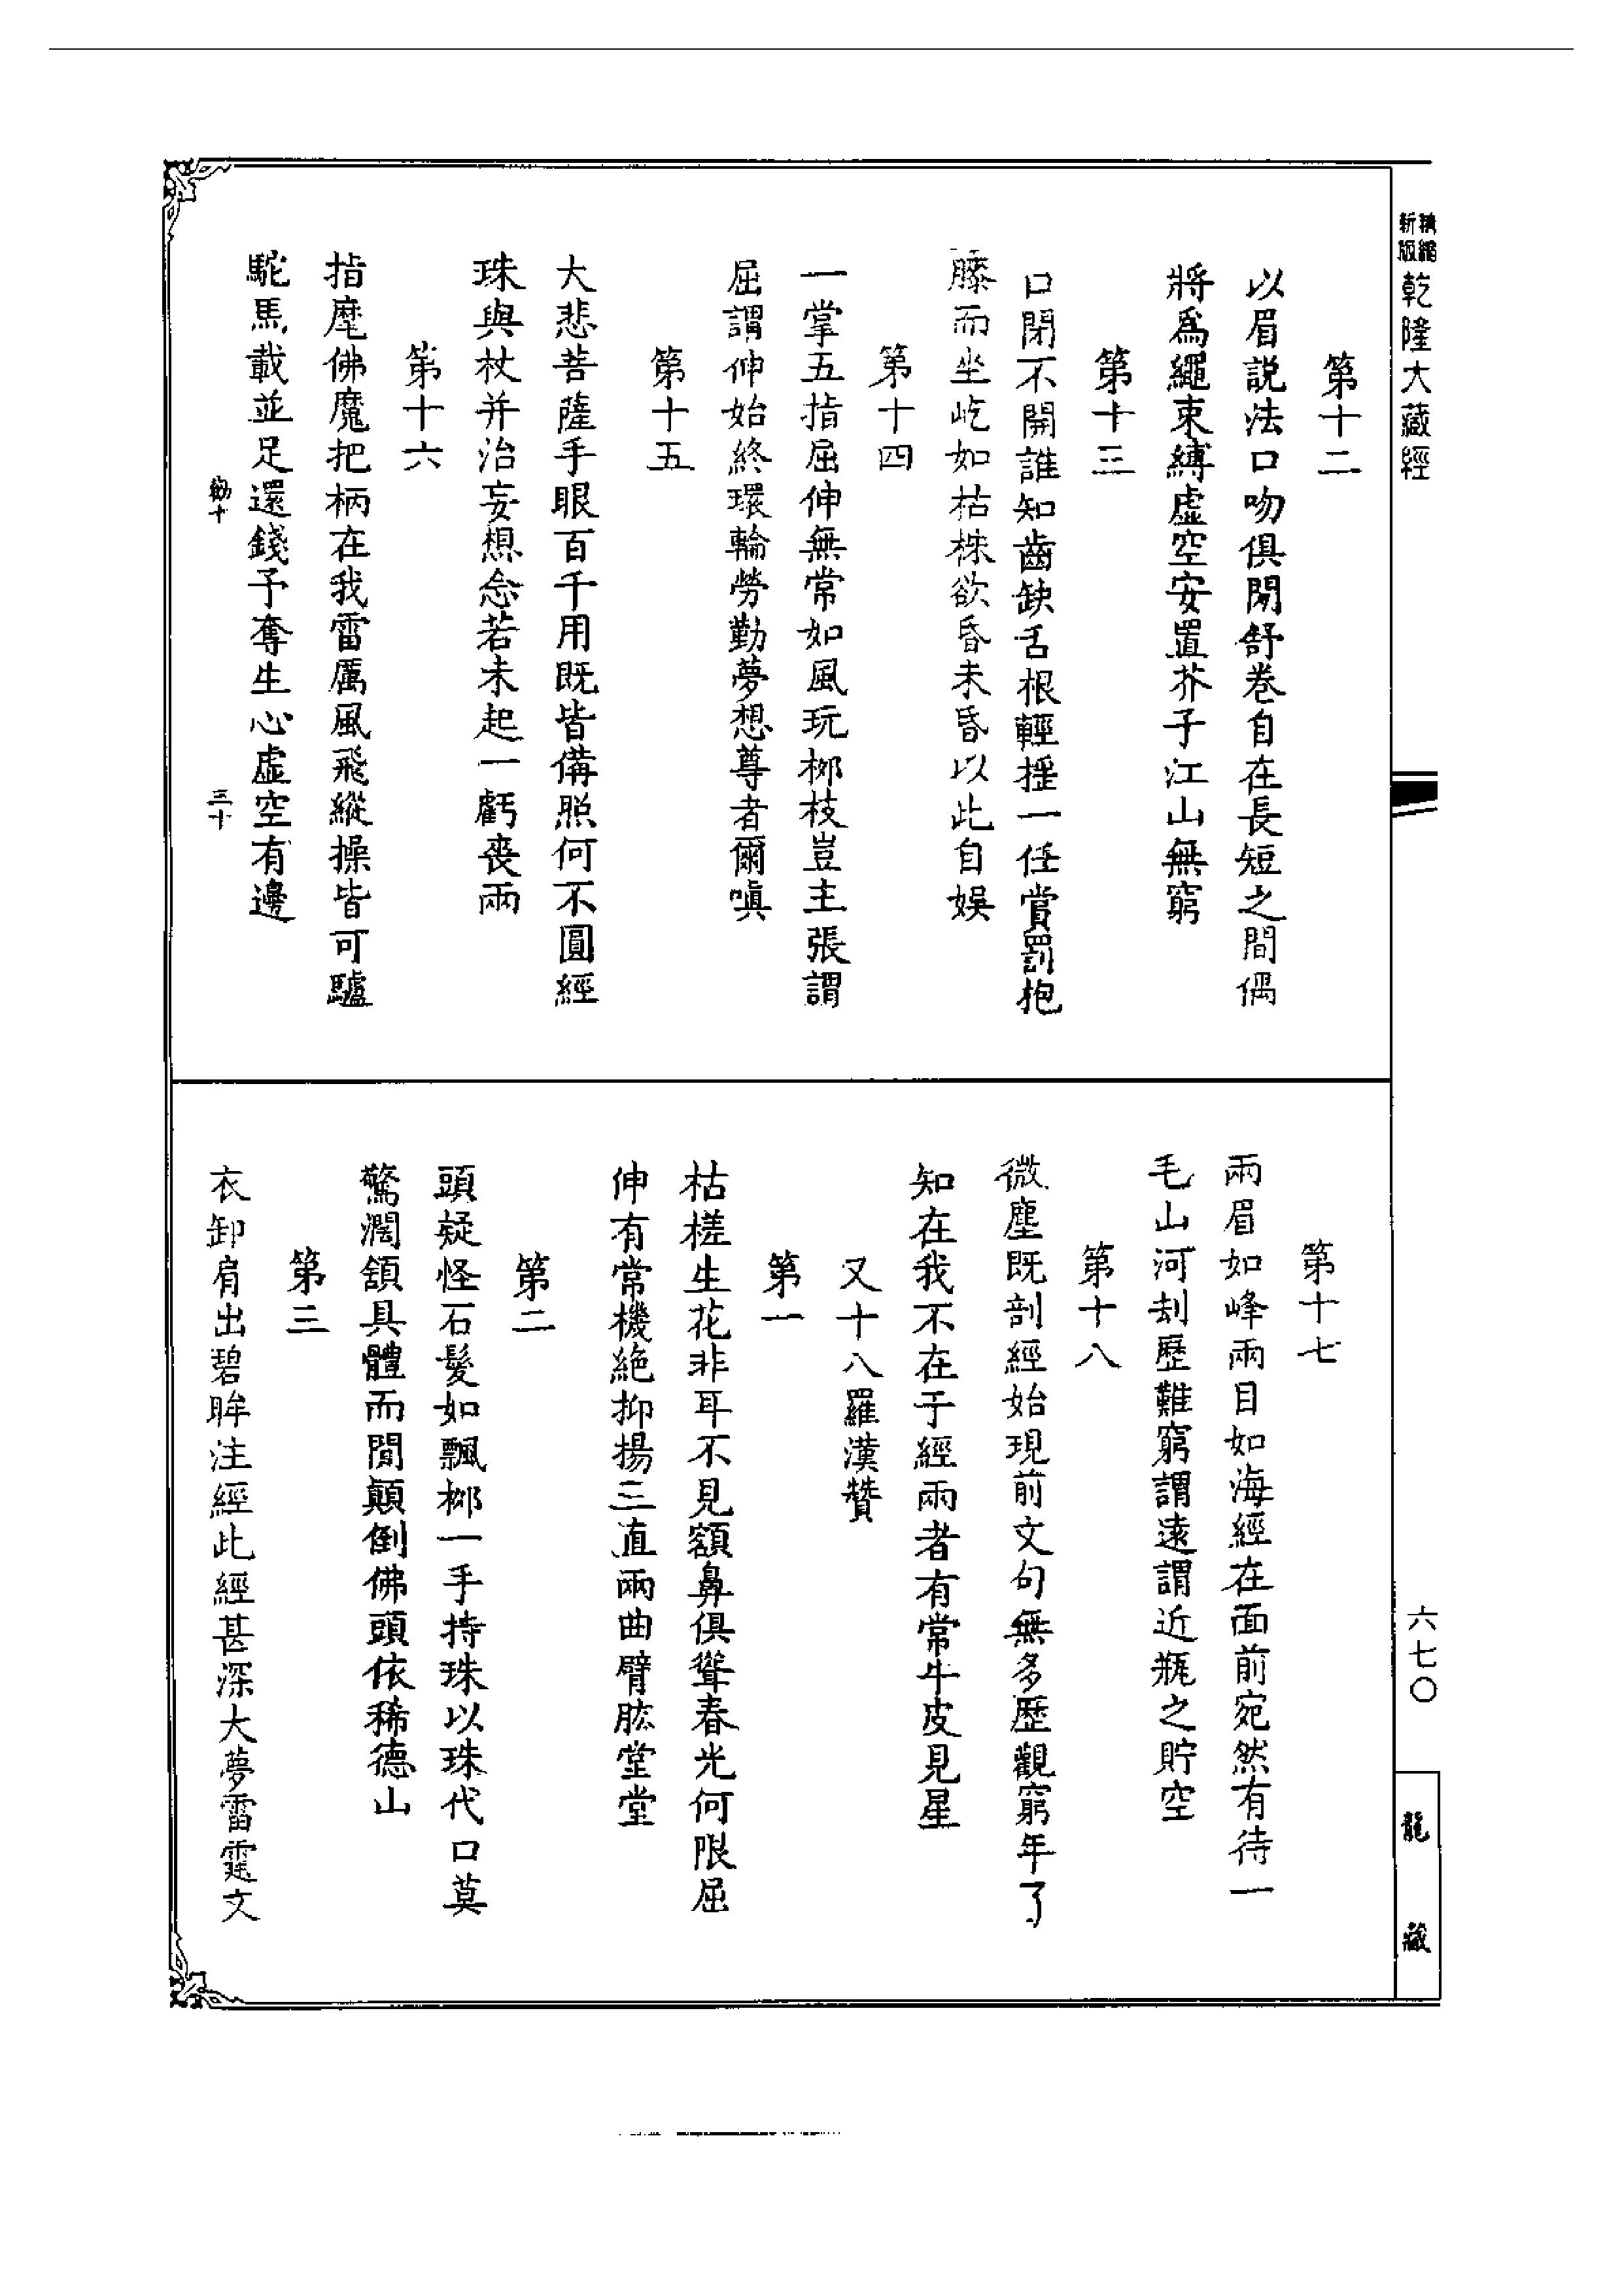 精縮新版
乾隆大藏經
第十二
以眉説法口吻俱閑舒卷自在長短之間偶
將爲繩束縛虛空安置芥子江山無窮
第十三
口閉不開誰知齒缺舌根輕搖一任賞罰抱
膝而坐屹如枯株欲昏未昏以此自娛
第十四
一掌五指屈伸無常如風玩桺枝豈主張謂
屈謂伸始終環輪勞勤夢想尊者爾嗔
第十五
大悲菩薩手眼百千用既皆備照何不圓經
珠與杖并治妄想念若未起一虧喪兩
第十六
指麾佛魔把柄在我雷厲風飛縱操皆可驢
駝馬載並足還錢予奪生心虛空有邊
三十
六七〇
龍藏
第十七
兩眉如峰兩目如海經在面前宛然有待一
毛山河刦歷難窮謂遠謂近瓶之貯空
第十八
微塵既剖經始現前文句無多歷觀窮年了
知在我不在于經兩者有常牛皮見星
又十八羅漢贊
第一
枯槎生花非耳不見額鼻俱聳春光何限屈
伸有常機絶抑揚三直兩曲臂肱堂堂
第二
頭疑怪石髮如飄桺一手持珠以珠代口莫
驚濶額具體而間顛倒佛頭依稀德山
第三
衣卸肩出碧眸注經此經甚深大夢雷霆文